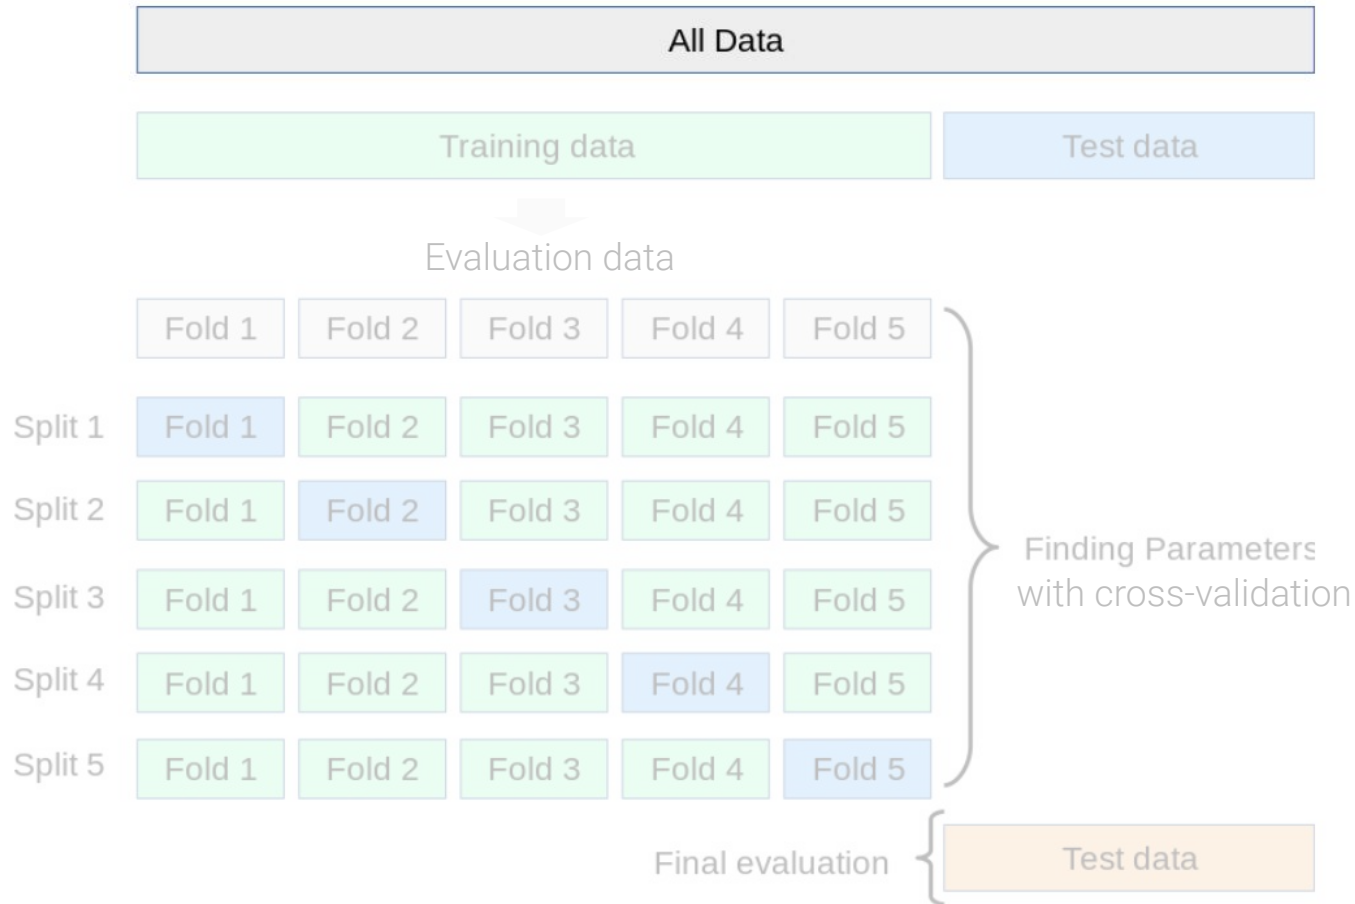 All Data
Training data Test data
Evaluation data
Fold 1 Fold 2 Fold 3 Fold 4 Fold 5
Split 1 Fold 1 Fold 2 Fold 3 Fold 4 Fold 5
Split 2 Fold 1 Fold 2 Fold 3 Fold 4 Fold 5
Finding Parameters
with cross-validation
Split 3 Fold 1 Fold 2 Fold 3 Fold 4 Fold 5
Split 4 Fold 1 Fold 2 Fold 3 Fold 4 Fold 5
Split 5 Fold 1 Fold 2 Fold 3 Fold 4 Fold 5
Final evaluation Test data